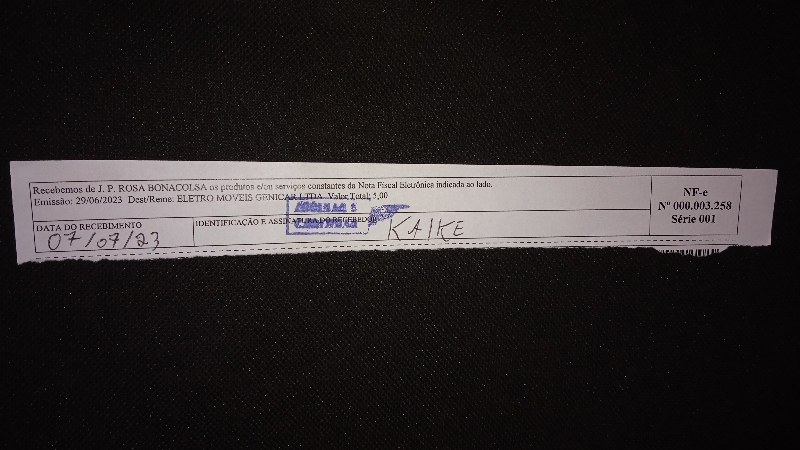 Recebemos de J. P. ROSA BONACOLSA os produtos e/ou serviços constantes da Nota Fiscal Eletrônica indicada ao lado.
Emissão: 29/06/2023 Dest/Reme: ELETRO MOVEIS GENICAR LTDA Valor Total: 5,00
DATA DO RECEBIMENTO
07/07/23
IDENTIFICAÇÃO E ASSINATURA DO RECEBEDOR
KAIKE
NF-e
Nº 000.003.258
Série 001